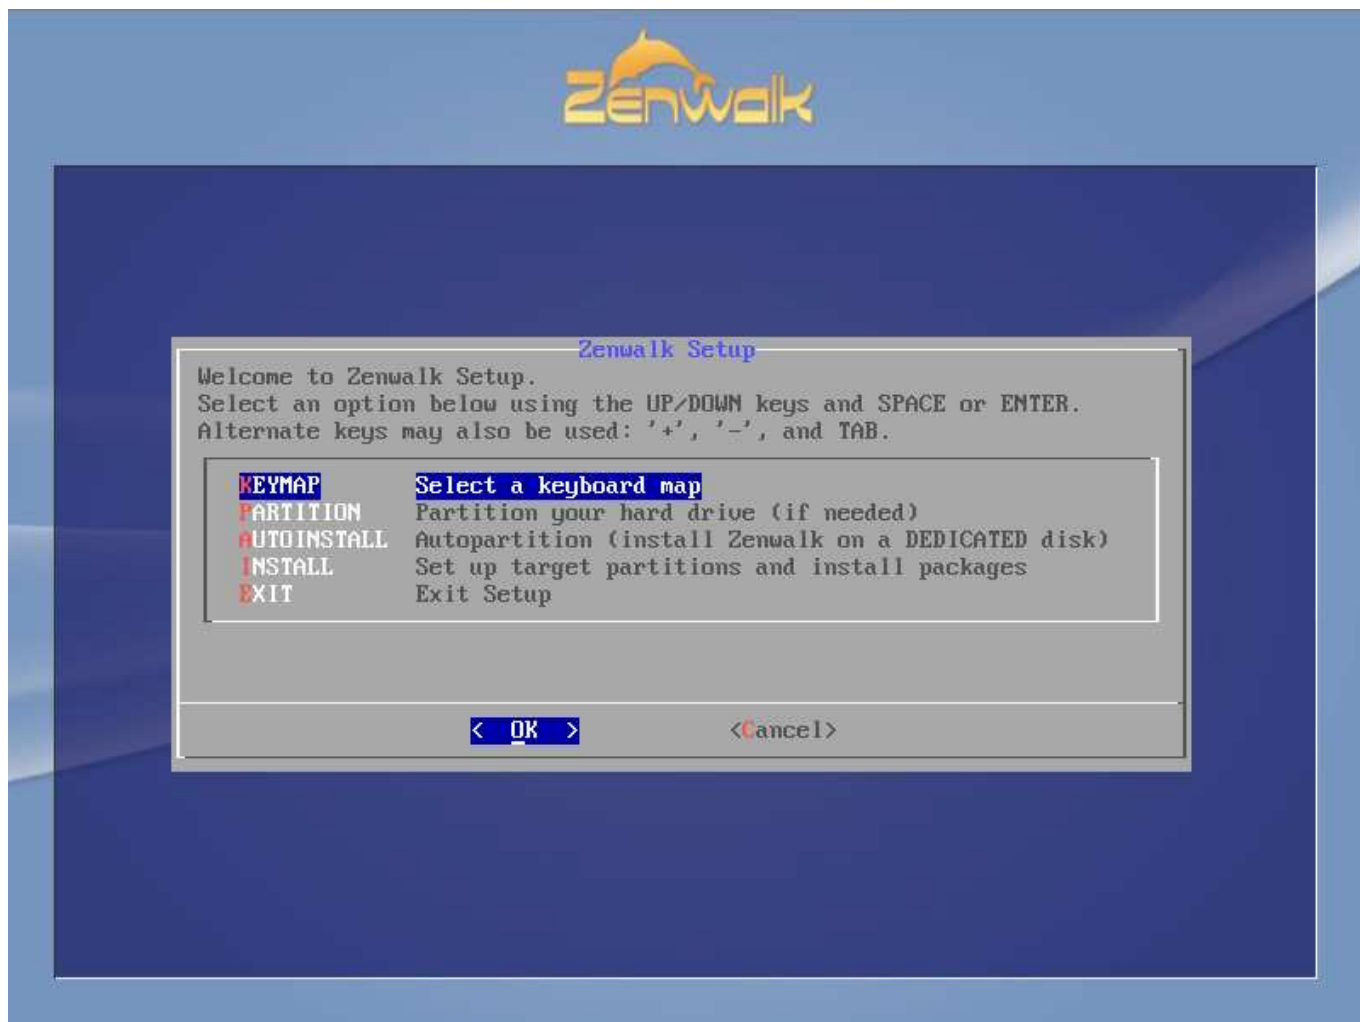 Zenwalk
Zenwalk Setup
Welcome to Zenwalk Setup.
Select an option below using the UP/DOWN keys and SPACE or ENTER.
Alternate keys may also be used: '+', '-', and TAB.
KEYMAP Select a keyboard map
PARTITION Partition your hard drive (if needed)
AUTOINSTALL Autopartition (install Zenwalk on a DEDICATED disk)
INSTALL Set up target partitions and install packages
EXIT Exit Setup
< OK > <Cancel>